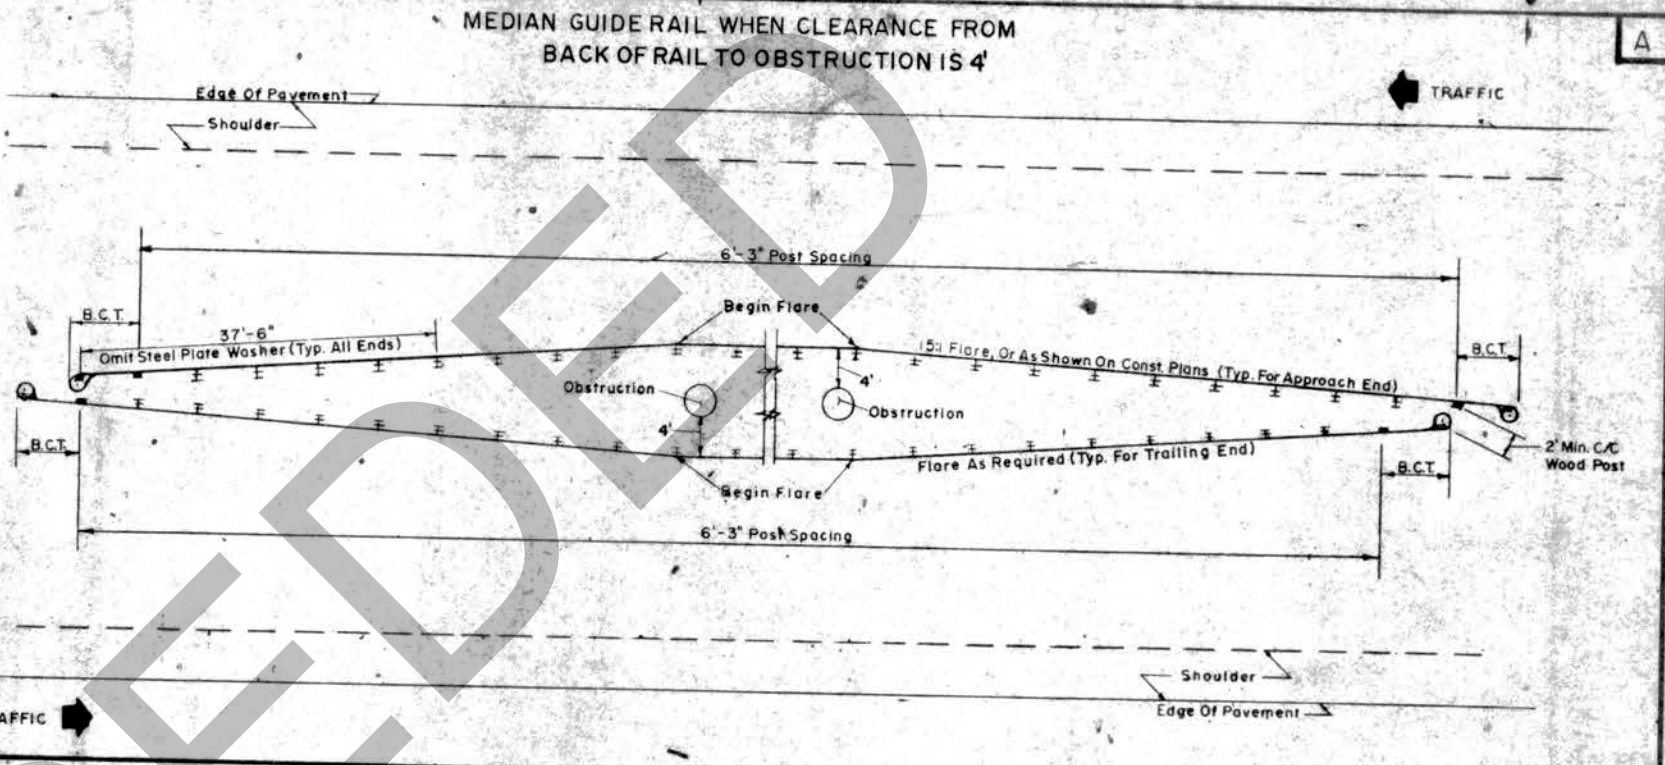 MEDIAN GUIDE RAIL WHEN CLEARANCE FROM
BACK OF RAIL TO OBSTRUCTION IS 4'
A
TRAFFIC
Edge Of Pavement
Shoulder
6'-3" Post Spacing
Begin Flare
B.C.T.
37'-6"
Omit Steel Plate Washer (Typ. All Ends)
15:1 Flare, Or As Shown On Const. Plans (Typ. For Approach End)
B.C.T.
4'
Obstruction
Obstruction
4'
B.C.T.
Flare As Required (Typ. For Trailing End)
B.C.T.
2' Min. C/C
Wood Post
Begin Flare
6'-3" Post Spacing
Shoulder
Edge Of Pavement
AFFIC
EDED